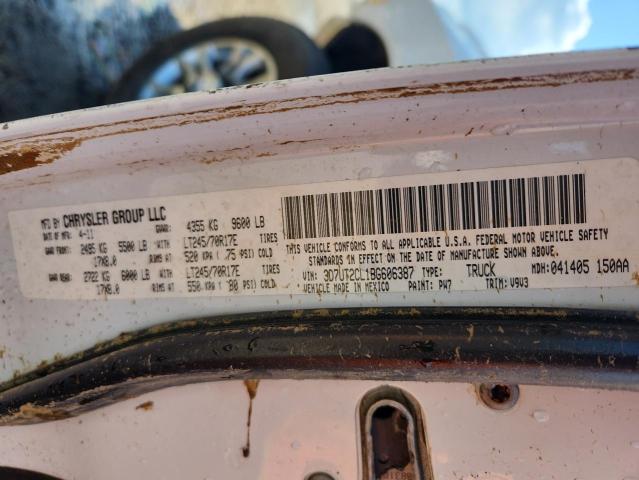 MFD BY CHRYSLER GROUP LLC
DATE OF MFR 4-11 GVWR 4355 KG 9600 LB
GAWR FRONT 2495 KG 5500 LB WITH LT245/70R17E TIRES
17X8.0 RIMS AT 520 KPA ( 75 PSI) COLD
GAWR REAR 2722 KG 6000 LB WITH LT245/70R17E TIRES
17X8.0 RIMS AT 550 KPA ( 80 PSI) COLD
THIS VEHICLE CONFORMS TO ALL APPLICABLE U.S.A. FEDERAL MOTOR VEHICLE SAFETY
STANDARDS IN EFFECT ON THE DATE OF MANUFACTURE SHOWN ABOVE.
VIN: 3D7UT2CL1BG606387 TYPE: TRUCK MDH:041405 150AA
VEHICLE MADE IN MEXICO PAINT: PW7 TRIM: V9V3